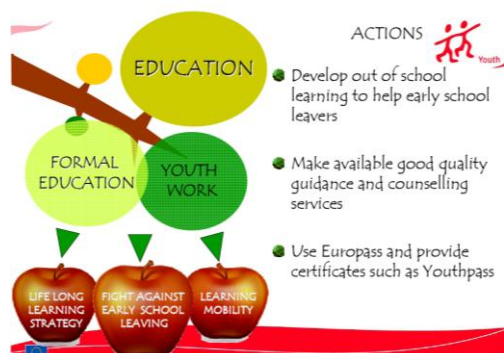 ACTIONS
Youth
EDUCATION
Develop out of school
learning to help early school
leavers
FORMAL
EDUCATION
YOUTH
WORK
Make available good quality
guidance and counselling
services
Use Europass and provide
certificates such as Youthpass
LIFE LONG
LEARNING
STRATEGY
FIGHT AGAINST
EARLY SCHOOL
LEAVING
LEARNING
MOBILITY